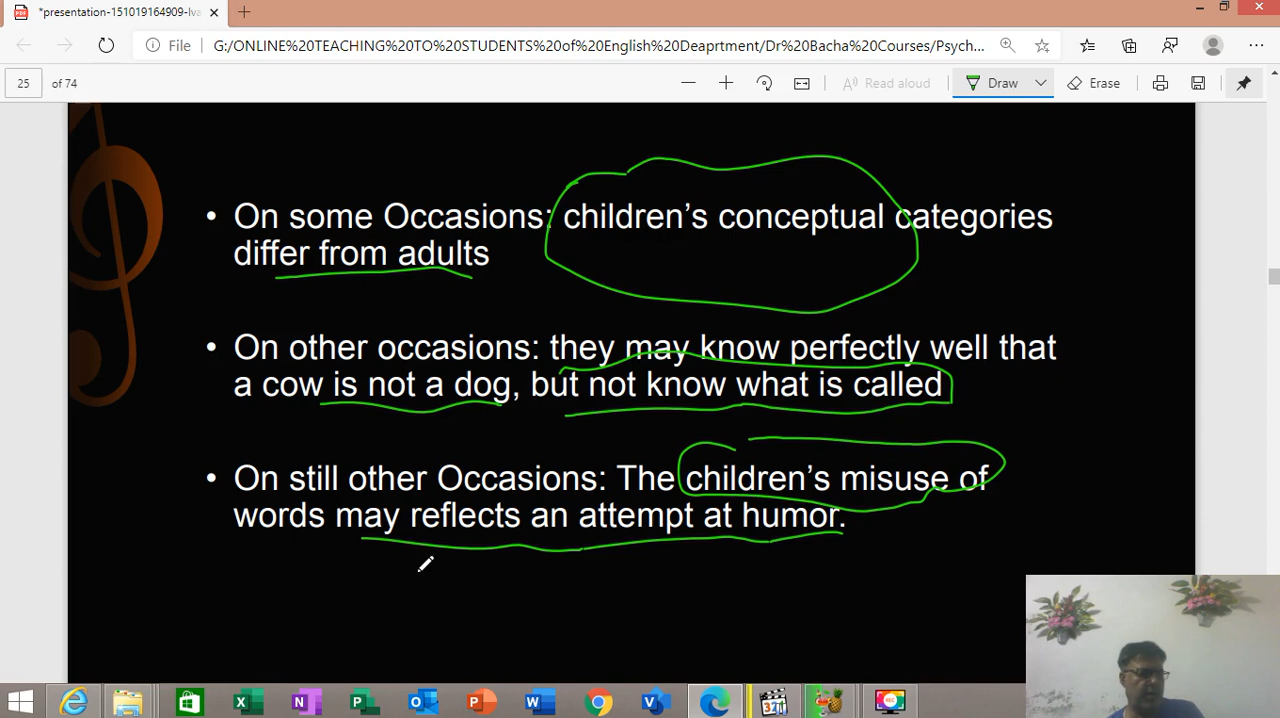 *presentation-151019164909-lva
File
G:/ONLINE%20TEACHING%20TO%20STUDENTS%20of%20English%20Deaprtment/Dr%20Bacha%20Courses/Psych...
25 of 74
Read aloud
Draw
Erase
• On some Occasions: children's conceptual categories
differ from adults
• On other occasions: they may know perfectly well that
a cow is not a dog, but not know what is called
• On still other Occasions: The children's misuse of
words may reflects an attempt at humor.